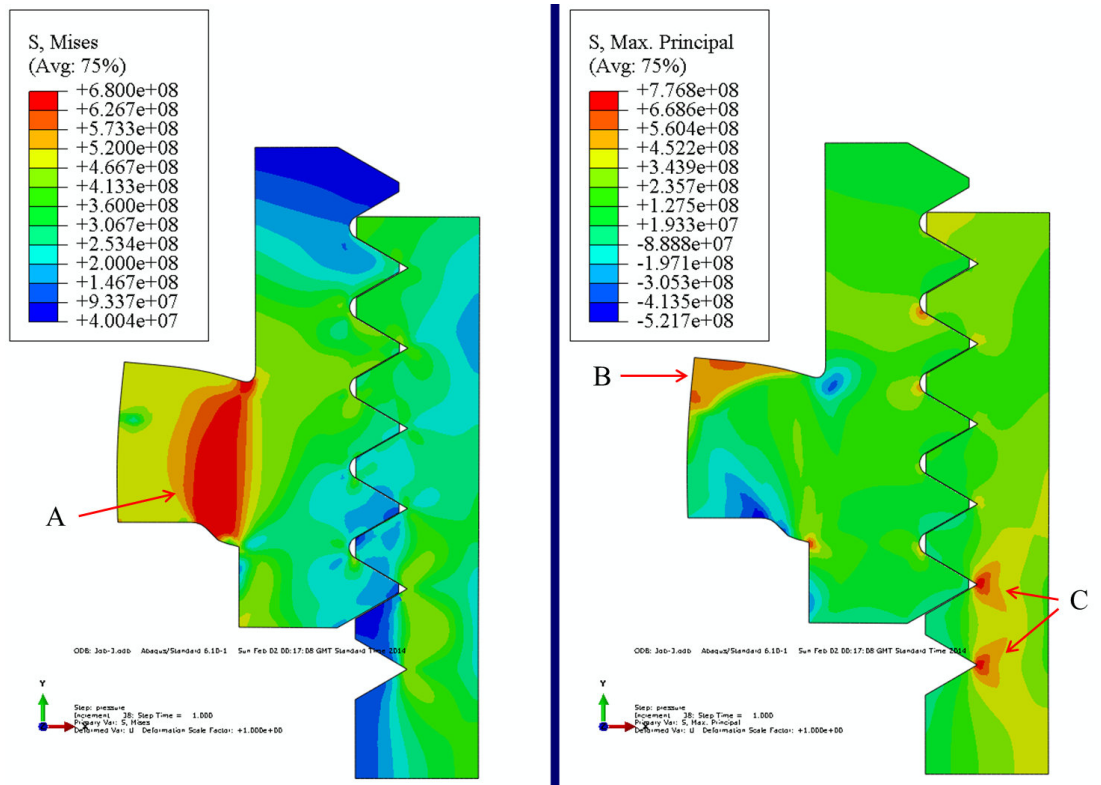 S, Mises
(Avg: 75%)
+6.800e+08
+6.267e+08
+5.733e+08
+5.200e+08
+4.667e+08
+4.133e+08
+3.600e+08
+3.067e+08
+2.534e+08
+2.000e+08
+1.467e+08
+9.337e+07
+4.004e+07
A
ODB: Job-3.odb Abaqus/Standard 6.10-1 Sun Feb 02 00:17:08 GMT Standard Time 2014
Y
X
Step: pressure
Increment 38: Step Time = 1.000
Primary Var: S, Mises
Deformed Var: U Deformation Scale Factor: +1.000e+00
S, Max. Principal
(Avg: 75%)
+7.768e+08
+6.686e+08
+5.604e+08
+4.522e+08
+3.439e+08
+2.357e+08
+1.275e+08
+1.933e+07
-8.888e+07
-1.971e+08
-3.053e+08
-4.135e+08
-5.217e+08
B
C
ODB: Job-3.odb Abaqus/Standard 6.10-1 Sun Feb 02 00:17:08 GMT Standard Time 2014
Y
X
Step: pressure
Increment 38: Step Time = 1.000
Primary Var: S, Max. Principal
Deformed Var: U Deformation Scale Factor: +1.000e+00